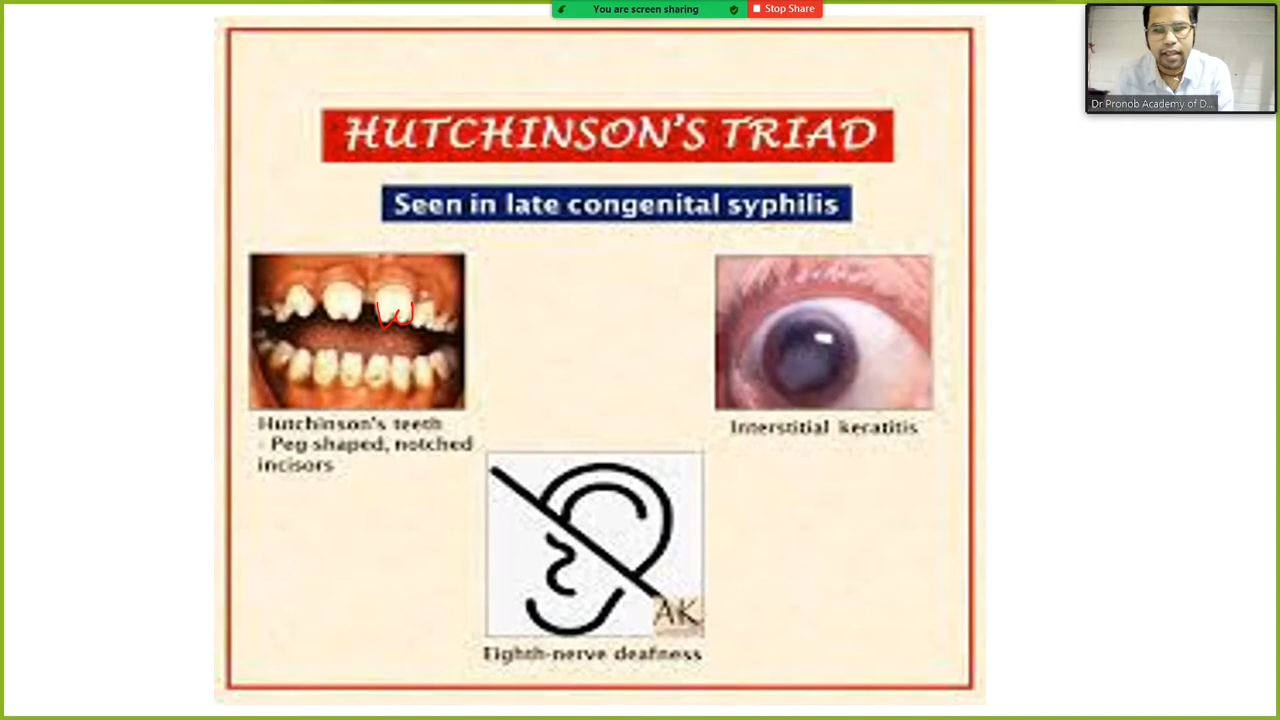 You are screen sharing
Stop Share
Dr Pronob Academy of D...
HUTCHINSON'S TRIAD
Seen in late congenital syphilis
Hutchinson's teeth
- Peg shaped, notched
incisors
Interstitial keratitis
AK
Eighth-nerve deafness